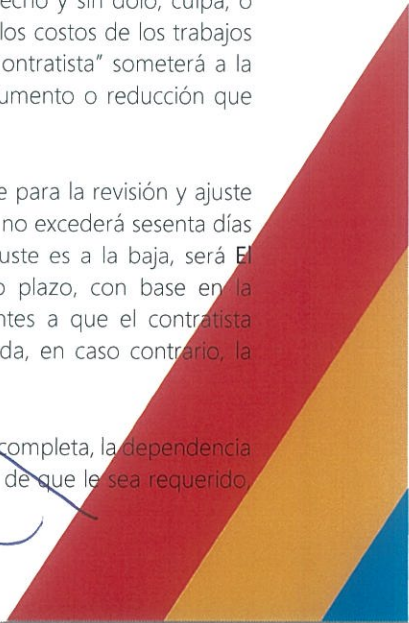 echo y sin dolo, culpa, o
los costos de los trabajos
ontratista” someterá a la
umento o reducción que
e para la revisión y ajuste
no excederá sesenta días
uste es a la baja, será El
o plazo, con base en la
ntes a que el contratista
da, en caso contrario, la
completa, la dependencia
de que le sea requerido,